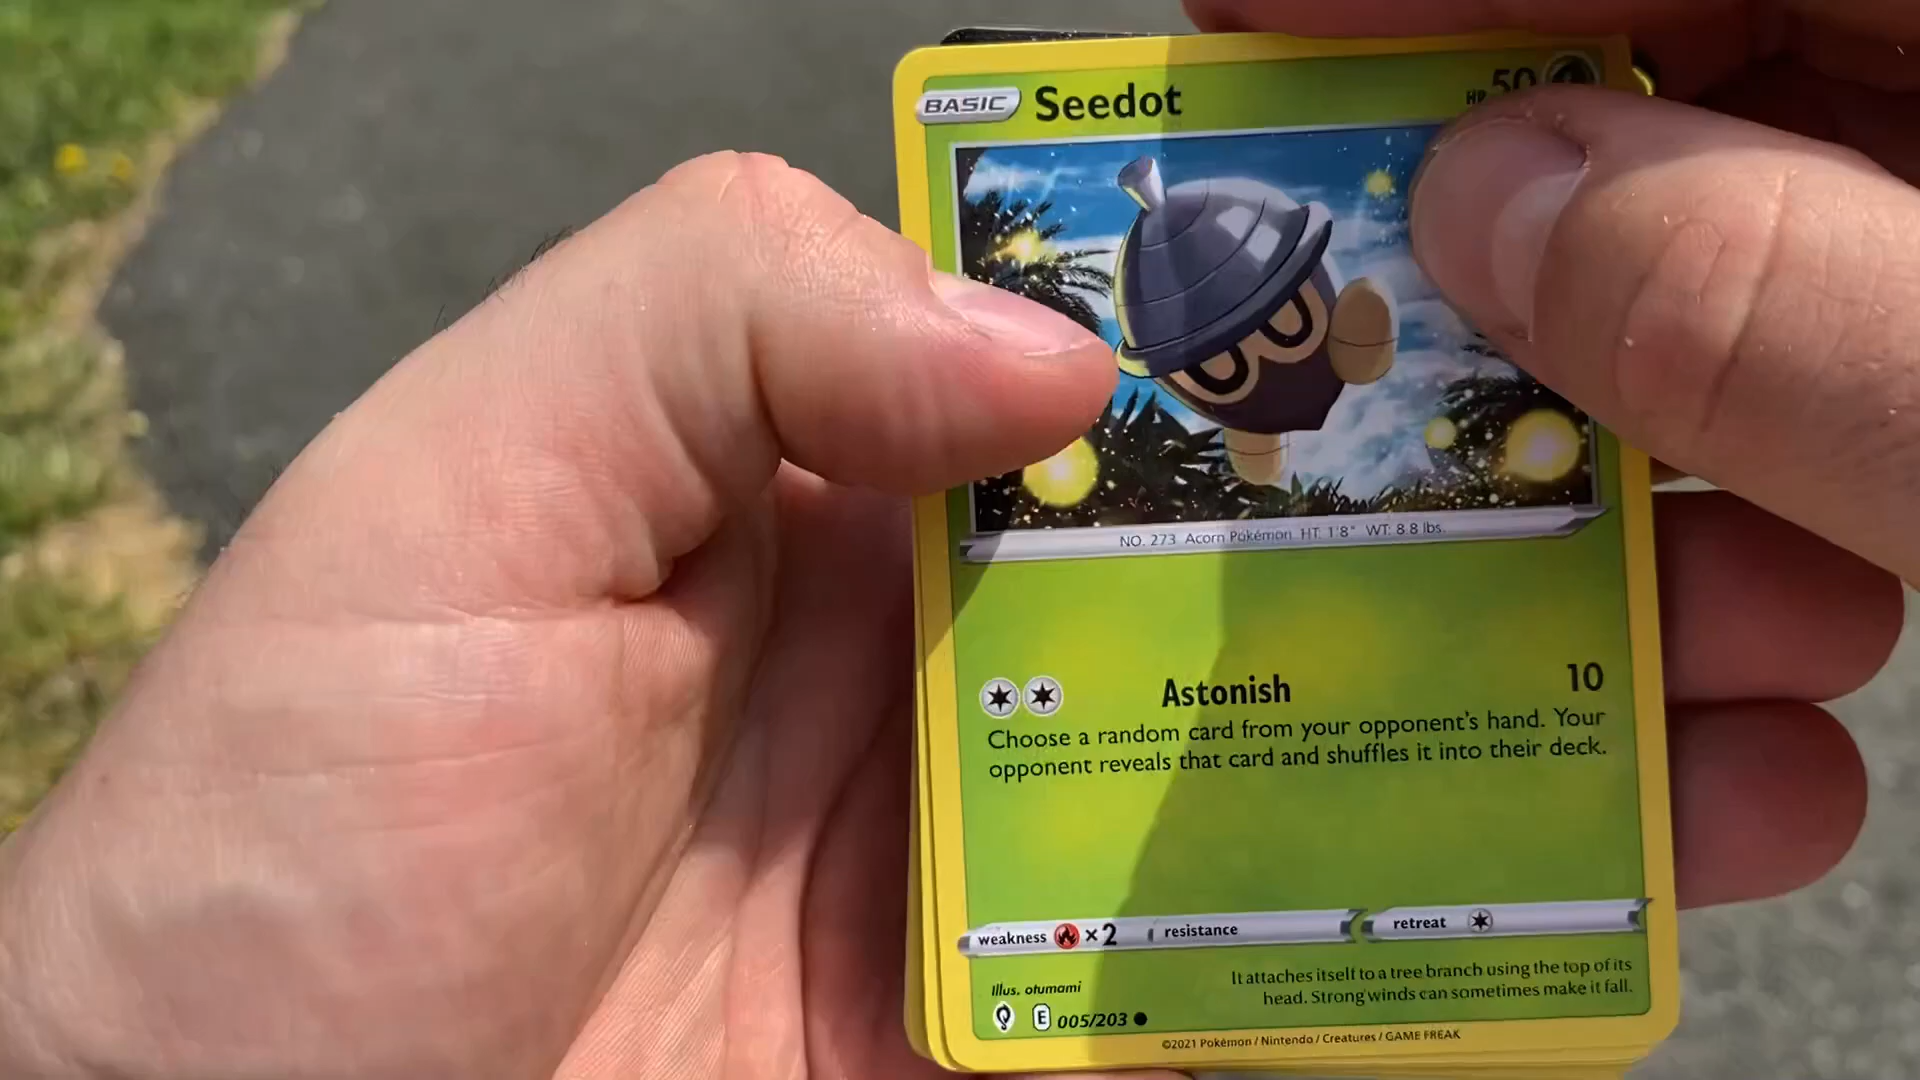 BASIC Seedot HP 50
NO. 273 Acorn Pokémon HT: 1'8" WT: 8.8 lbs.
Astonish 10
Choose a random card from your opponent's hand. Your
opponent reveals that card and shuffles it into their deck.
weakness ×2 resistance retreat
It attaches itself to a tree branch using the top of its
head. Strong winds can sometimes make it fall.
Illus. otumami
E 005/203
©2021 Pokémon / Nintendo / Creatures / GAME FREAK